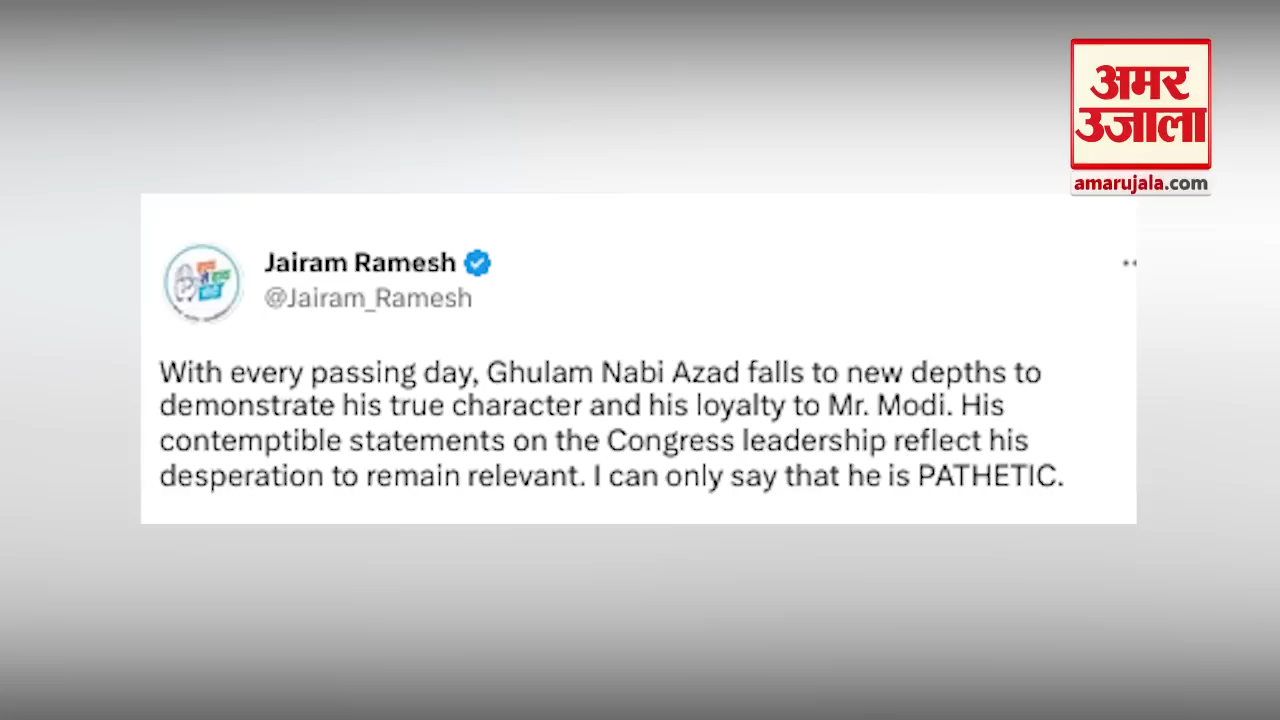 अमर
उजाला
amarujala.com
Jairam Ramesh
@Jairam_Ramesh
With every passing day, Ghulam Nabi Azad falls to new depths to
demonstrate his true character and his loyalty to Mr. Modi. His
contemptible statements on the Congress leadership reflect his
desperation to remain relevant. I can only say that he is PATHETIC.